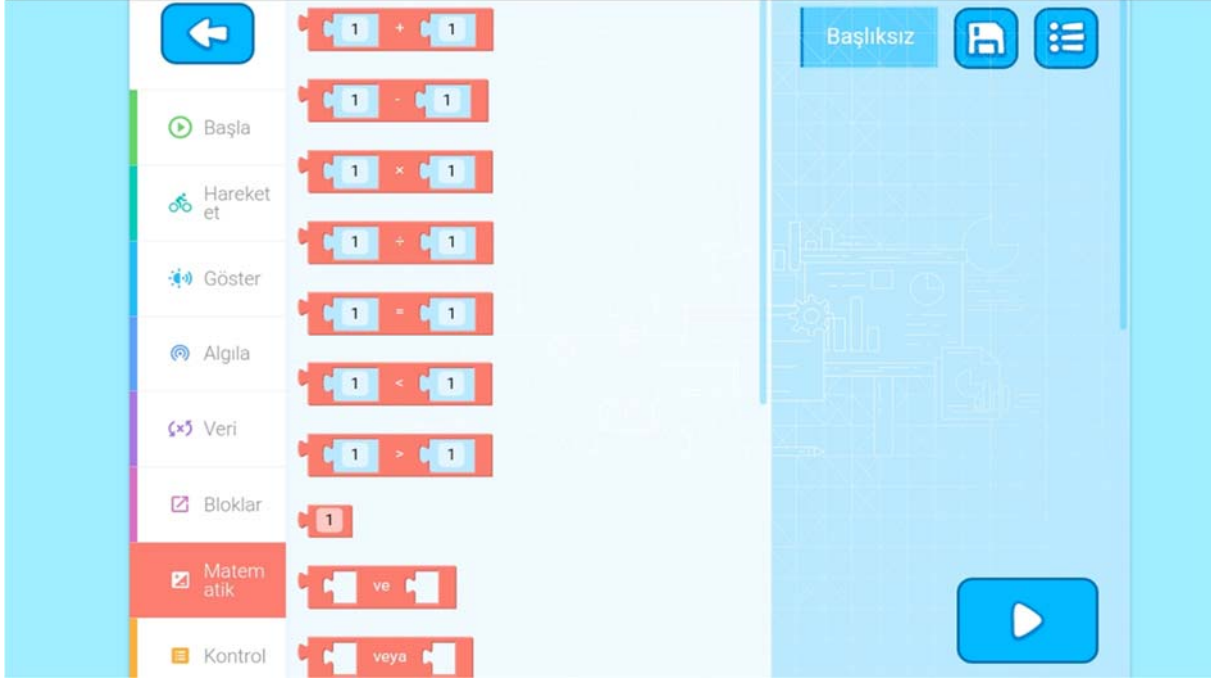 Başla
Hareket
et
Göster
Algıla
Veri
Bloklar
Matem
atik
Kontrol
1 + 1
1 - 1
1 × 1
1 ÷ 1
1 = 1
1 < 1
1 > 1
1
ve
veya
Başlıksız